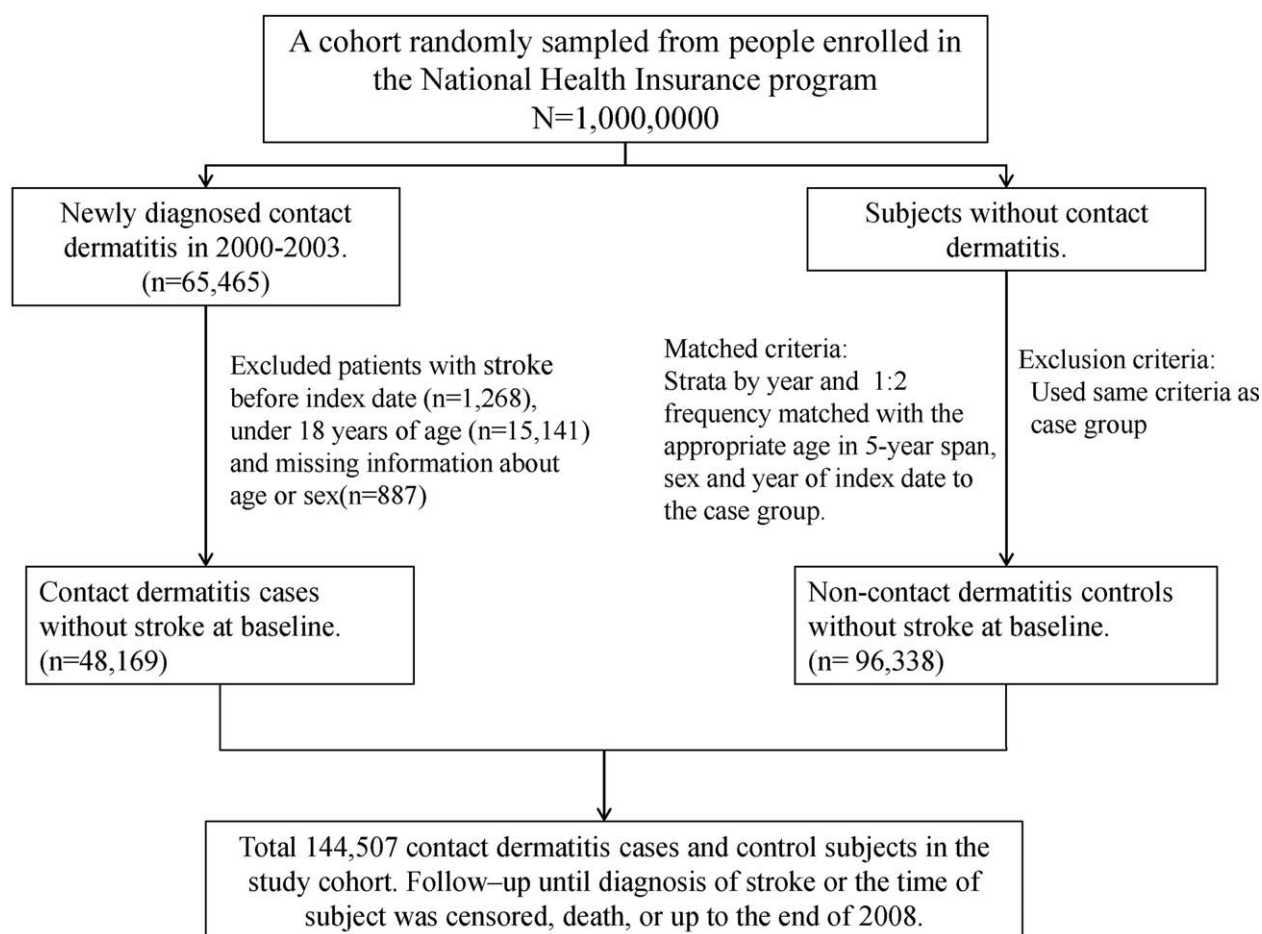 A cohort randomly sampled from people enrolled in
the National Health Insurance program
N=1,000,0000
Newly diagnosed contact
dermatitis in 2000-2003.
(n=65,465)
Subjects without contact
dermatitis.
Excluded patients with stroke
before index date (n=1,268),
under 18 years of age (n=15,141)
and missing information about
age or sex(n=887)
Matched criteria:
Strata by year and 1:2
frequency matched with the
appropriate age in 5-year span,
sex and year of index date to
the case group.
Exclusion criteria:
Used same criteria as
case group
Contact dermatitis cases
without stroke at baseline.
(n=48,169)
Non-contact dermatitis controls
without stroke at baseline.
(n= 96,338)
Total 144,507 contact dermatitis cases and control subjects in the
study cohort. Follow–up until diagnosis of stroke or the time of
subject was censored, death, or up to the end of 2008.